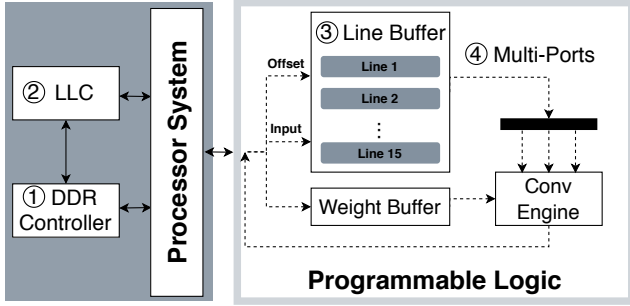 ② LLC
① DDR
Controller
Processor System
③ Line Buffer
Offset
Line 1
Line 2
Input
Line 15
④ Multi-Ports
Weight Buffer
Conv
Engine
Programmable Logic